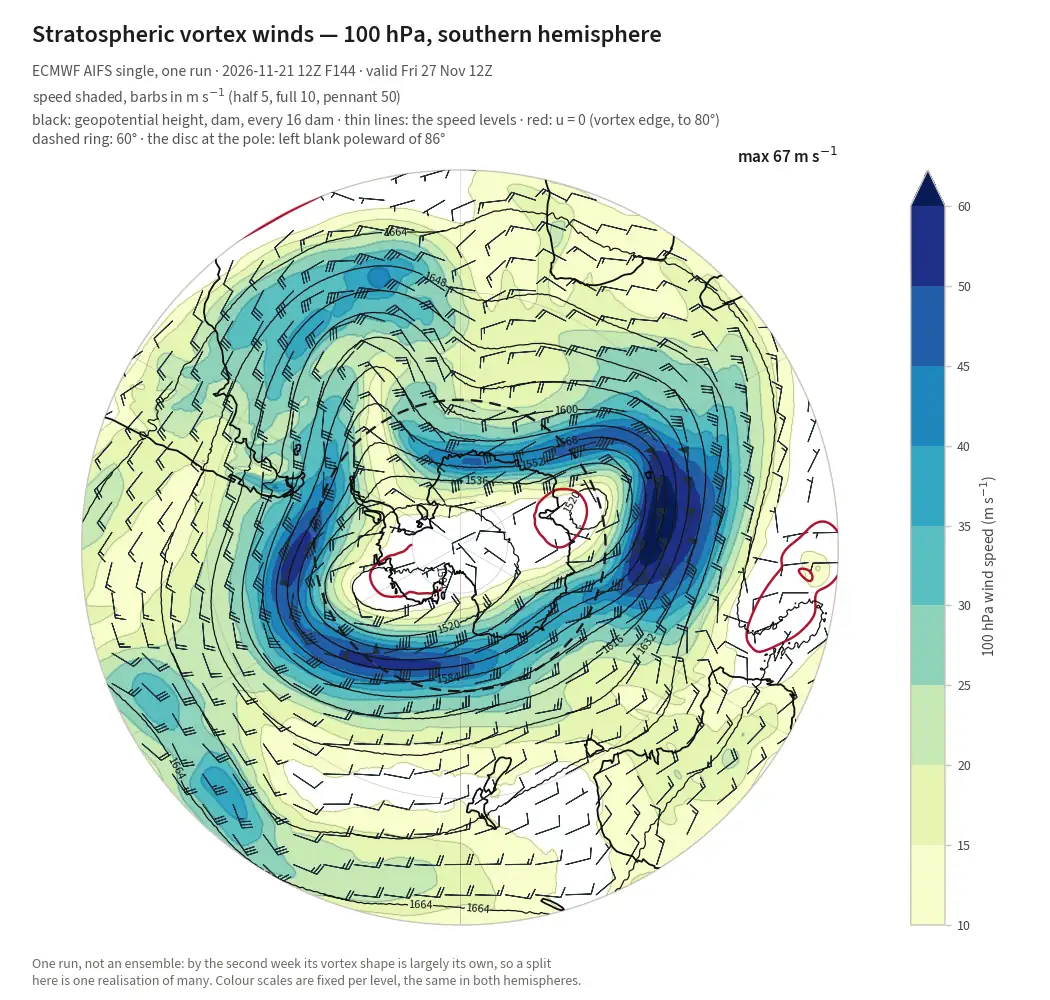 Stratospheric vortex winds — 100 hPa, southern hemisphere
ECMWF AIFS single, one run · 2026-11-21 12Z F144 · valid Fri 27 Nov 12Z
speed shaded, barbs in m s⁻¹ (half 5, full 10, pennant 50)
black: geopotential height, dam, every 16 dam · thin lines: the speed levels · red: u = 0 (vortex edge, to 80°)
dashed ring: 60° · the disc at the pole: left blank poleward of 86°
max 67 m s⁻¹
1664
1648
1600
1568
1552
1536
1520
1520
1584
1616
1632
1664
1664
1664
60
50
45
40
35
30
25
20
15
10
100 hPa wind speed (m s⁻¹)
One run, not an ensemble: by the second week its vortex shape is largely its own, so a split
here is one realisation of many. Colour scales are fixed per level, the same in both hemispheres.